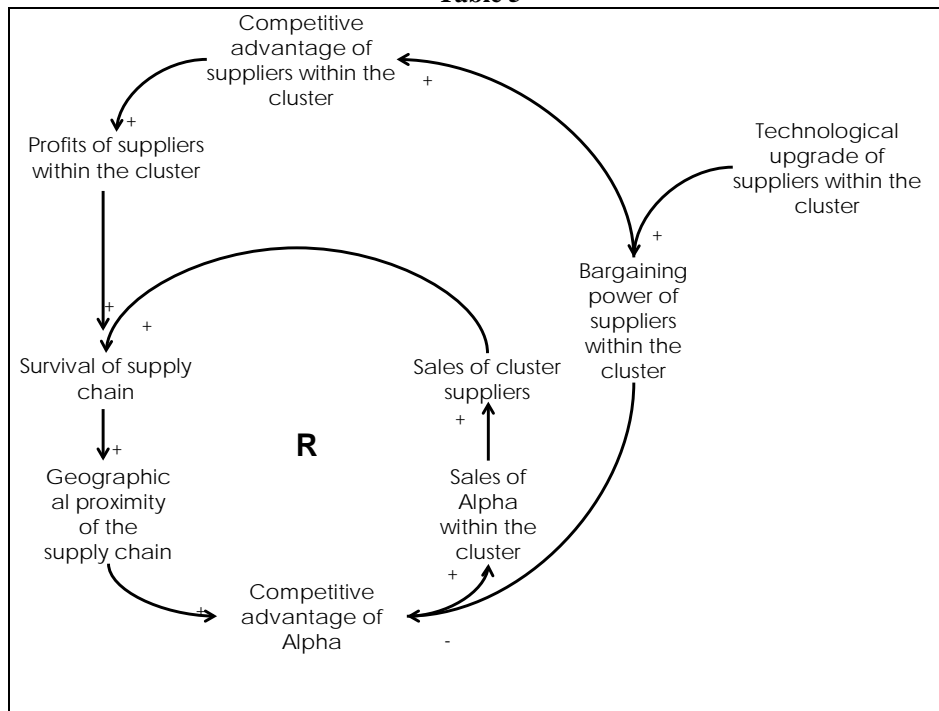 Competitive
advantage of
suppliers within the
cluster
+
+
Profits of suppliers
within the cluster
Technological
upgrade of
suppliers within the
cluster
+
Bargaining
power of
suppliers
within the
cluster
+
+
Survival of supply
chain
Sales of cluster
suppliers
+
R
+
Geographic
al proximity
of the
supply chain
Sales of
Alpha
within the
cluster
+
+
Competitive
advantage of
Alpha
-